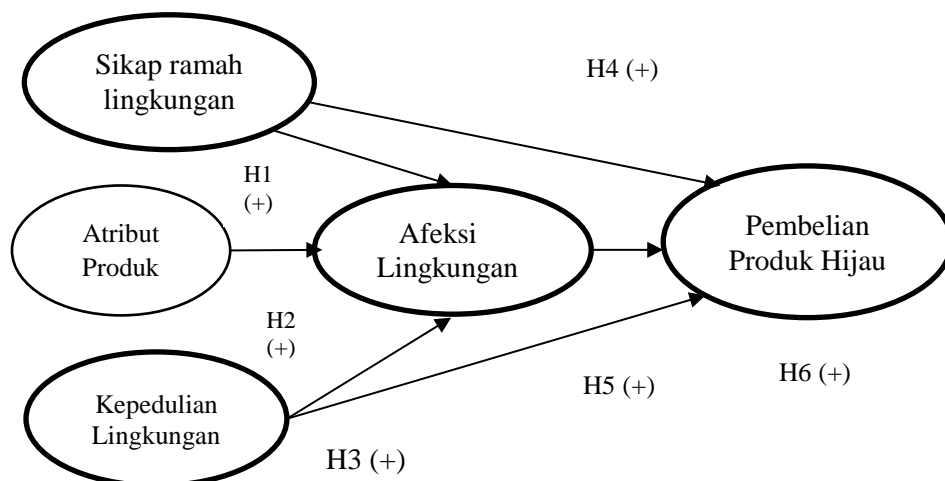 Sikap ramah
lingkungan
H4 (+)
H1
(+)
Atribut
Produk
Afeksi
Lingkungan
Pembelian
Produk Hijau
H2
(+)
H5 (+)
H6 (+)
Kepedulian
Lingkungan
H3 (+)